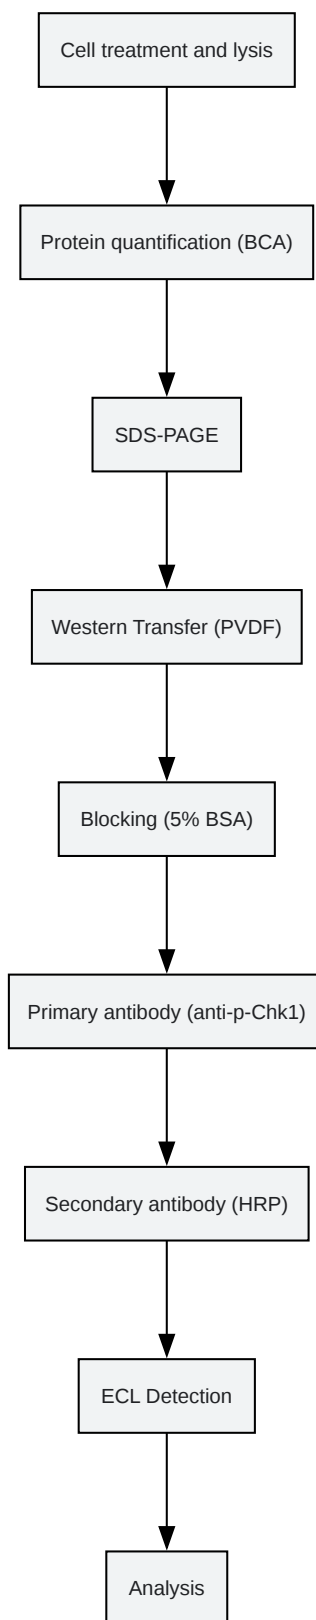 Cell treatment and lysis
Protein quantification (BCA)
SDS-PAGE
Western Transfer (PVDF)
Blocking (5% BSA)
Primary antibody (anti-p-Chk1)
Secondary antibody (HRP)
ECL Detection
Analysis